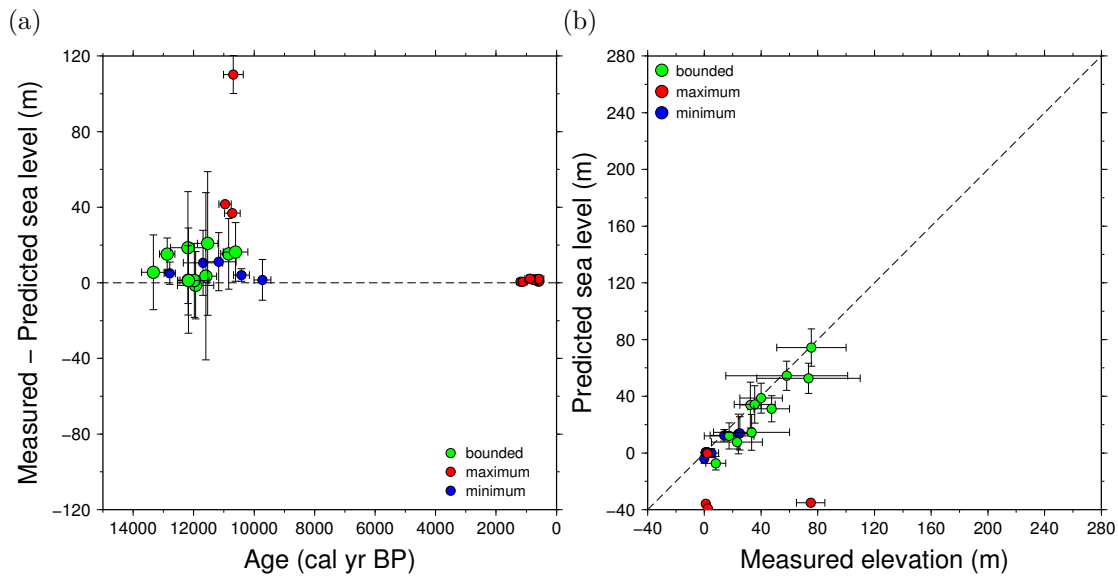 (a)
Measured − Predicted sea level (m)
120
80
40
0
−40
−80
−120
14000 12000 10000 8000 6000 4000 2000 0
Age (cal yr BP)
bounded
maximum
minimum
(b)
Predicted sea level (m)
280
240
200
160
120
80
40
0
−40
−40 0 40 80 120 160 200 240 280
Measured elevation (m)
bounded
maximum
minimum